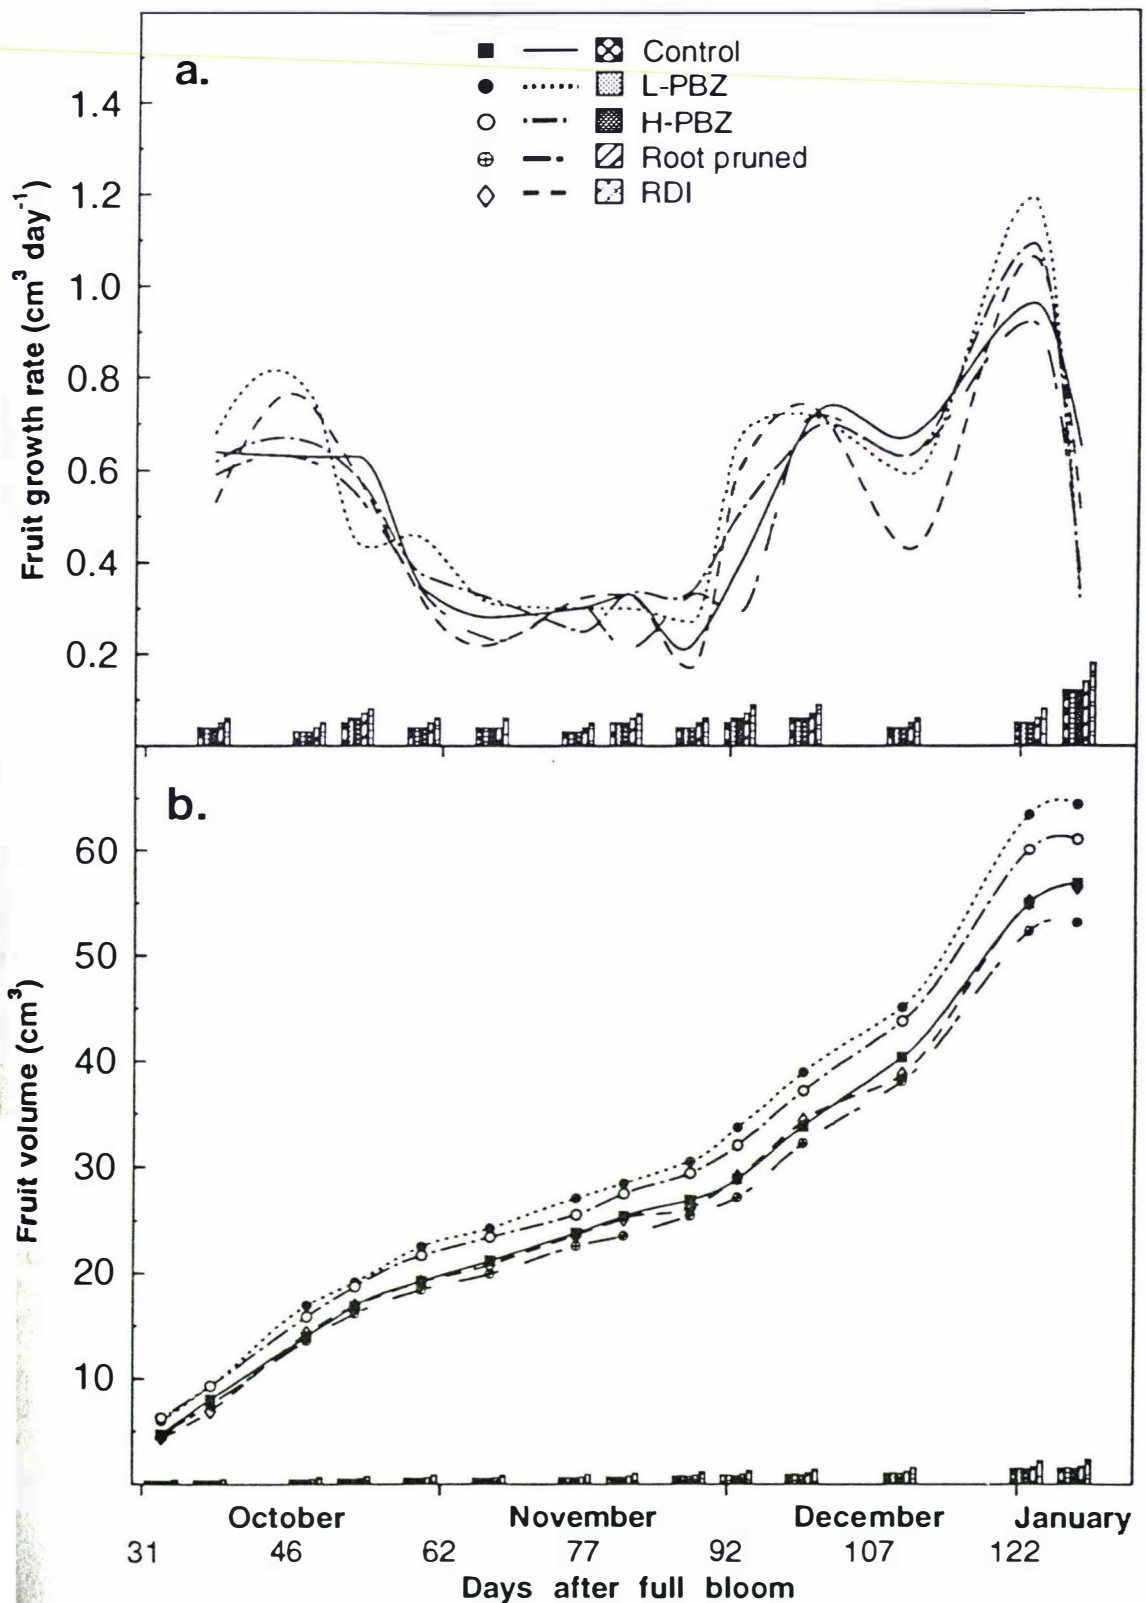 a.
Control
L-PBZ
H-PBZ
Root pruned
RDI
1.4
1.2
1.0
0.8
0.6
0.4
0.2
Fruit growth rate (cm³ day⁻¹)
b.
60
50
40
30
20
10
Fruit volume (cm³)
October November December January
31 46 62 77 92 107 122
Days after full bloom